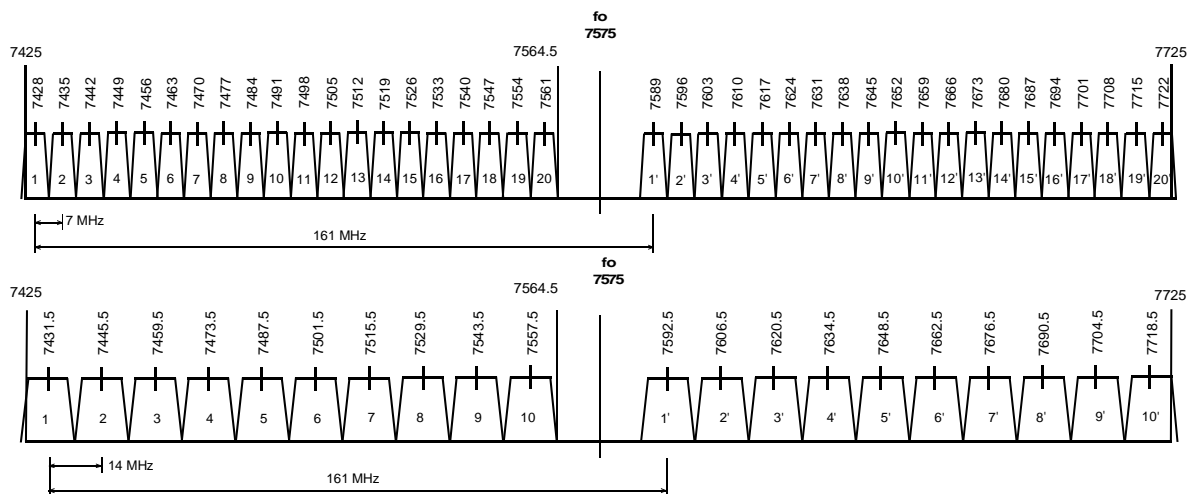 fo
7575
7425
7564.5
7725
7428 7435 7442 7449 7456 7463 7470 7477 7484 7491 7498 7505 7512 7519 7526 7533 7540 7547 7554 7561
7589 7596 7603 7610 7617 7624 7631 7638 7645 7652 7659 7666 7673 7680 7687 7694 7701 7708 7715 7722
1 2 3 4 5 6 7 8 9 10 11 12 13 14 15 16 17 18 19 20
1' 2' 3' 4' 5' 6' 7' 8' 9' 10' 11' 12' 13' 14' 15' 16' 17' 18' 19' 20'
7 MHz
161 MHz
fo
7575
7425
7564.5
7725
7431.5 7445.5 7459.5 7473.5 7487.5 7501.5 7515.5 7529.5 7543.5 7557.5
7592.5 7606.5 7620.5 7634.5 7648.5 7662.5 7676.5 7690.5 7704.5 7718.5
1 2 3 4 5 6 7 8 9 10
1' 2' 3' 4' 5' 6' 7' 8' 9' 10'
14 MHz
161 MHz